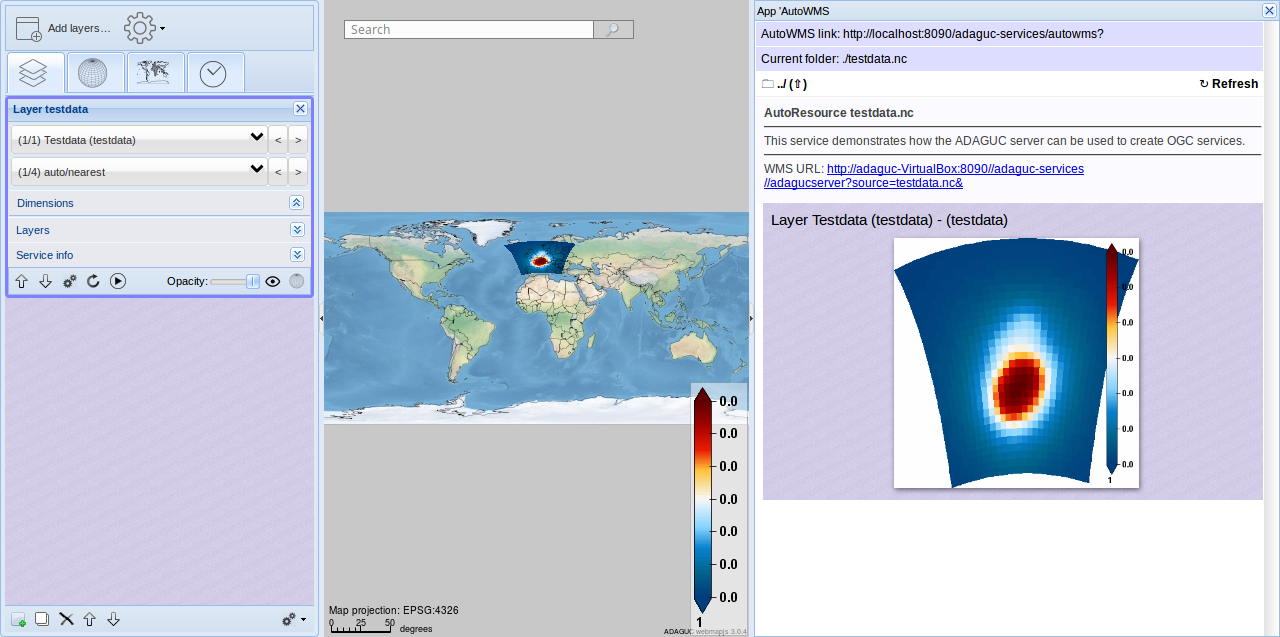 Add layers...
Layer testdata
(1/1) Testdata (testdata)
< >
(1/4) auto/nearest
< >
Dimensions
Layers
Service info
Opacity:
Search
0.0
0.0
0.0
0.0
0.0
0.0
0.0
1
Map projection: EPSG:4326
0 25 50
degrees
ADAGUC webmapjs 3.0.4
App 'AutoWMS
AutoWMS link: http://localhost:8090/adaguc-services/autowms?
Current folder: ./testdata.nc
../ (⇧)
↻ Refresh
AutoResource testdata.nc
This service demonstrates how the ADAGUC server can be used to create OGC services.
WMS URL: http://adaguc-VirtualBox:8090//adaguc-services
//adagucserver?source=testdata.nc&
Layer Testdata (testdata) - (testdata)
0.0
0.0
0.0
0.0
0.0
0.0
0.0
1